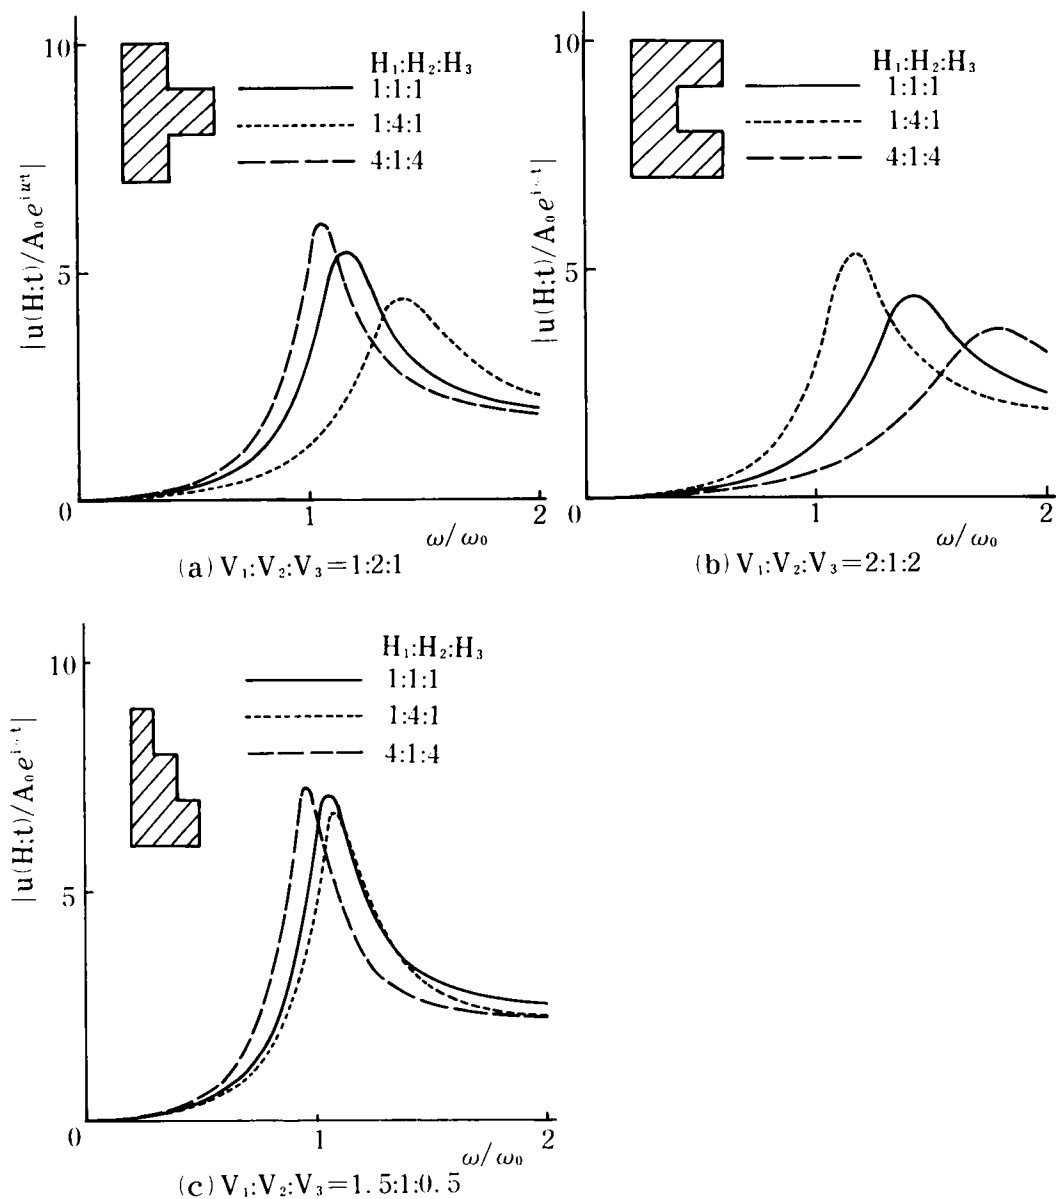 10
H₁:H₂:H₃
1:1:1
1:4:1
4:1:4
5
0
1
2
|u(H:t)/A₀eⁱʷᵗ|
ω/ω₀
(a) V₁:V₂:V₃=1:2:1
10
H₁:H₂:H₃
1:1:1
1:4:1
4:1:4
5
0
1
2
|u(H:t)/A₀eⁱ··ᵗ|
ω/ω₀
(b) V₁:V₂:V₃=2:1:2
10
H₁:H₂:H₃
1:1:1
1:4:1
4:1:4
5
0
1
2
|u(H:t)/A₀eⁱ··ᵗ|
ω/ω₀
(c) V₁:V₂:V₃=1.5:1:0.5